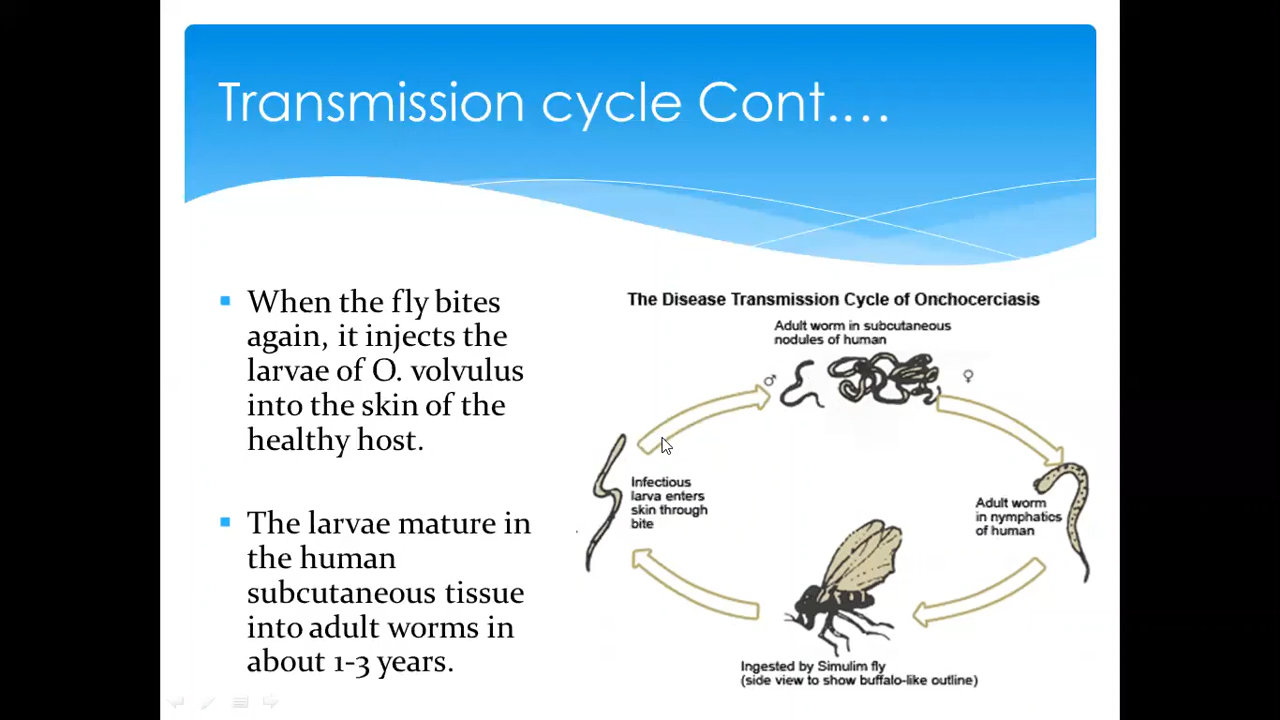 Transmission cycle Cont.…
When the fly bites
again, it injects the
larvae of O. volvulus
into the skin of the
healthy host.
The larvae mature in
the human
subcutaneous tissue
into adult worms in
about 1-3 years.
The Disease Transmission Cycle of Onchocerciasis
Adult worm in subcutaneous
nodules of human
♂
♀
Infectious
larva enters
skin through
bite
Adult worm
in nymphatics
of human
Ingested by Simulim fly
(side view to show buffalo-like outline)